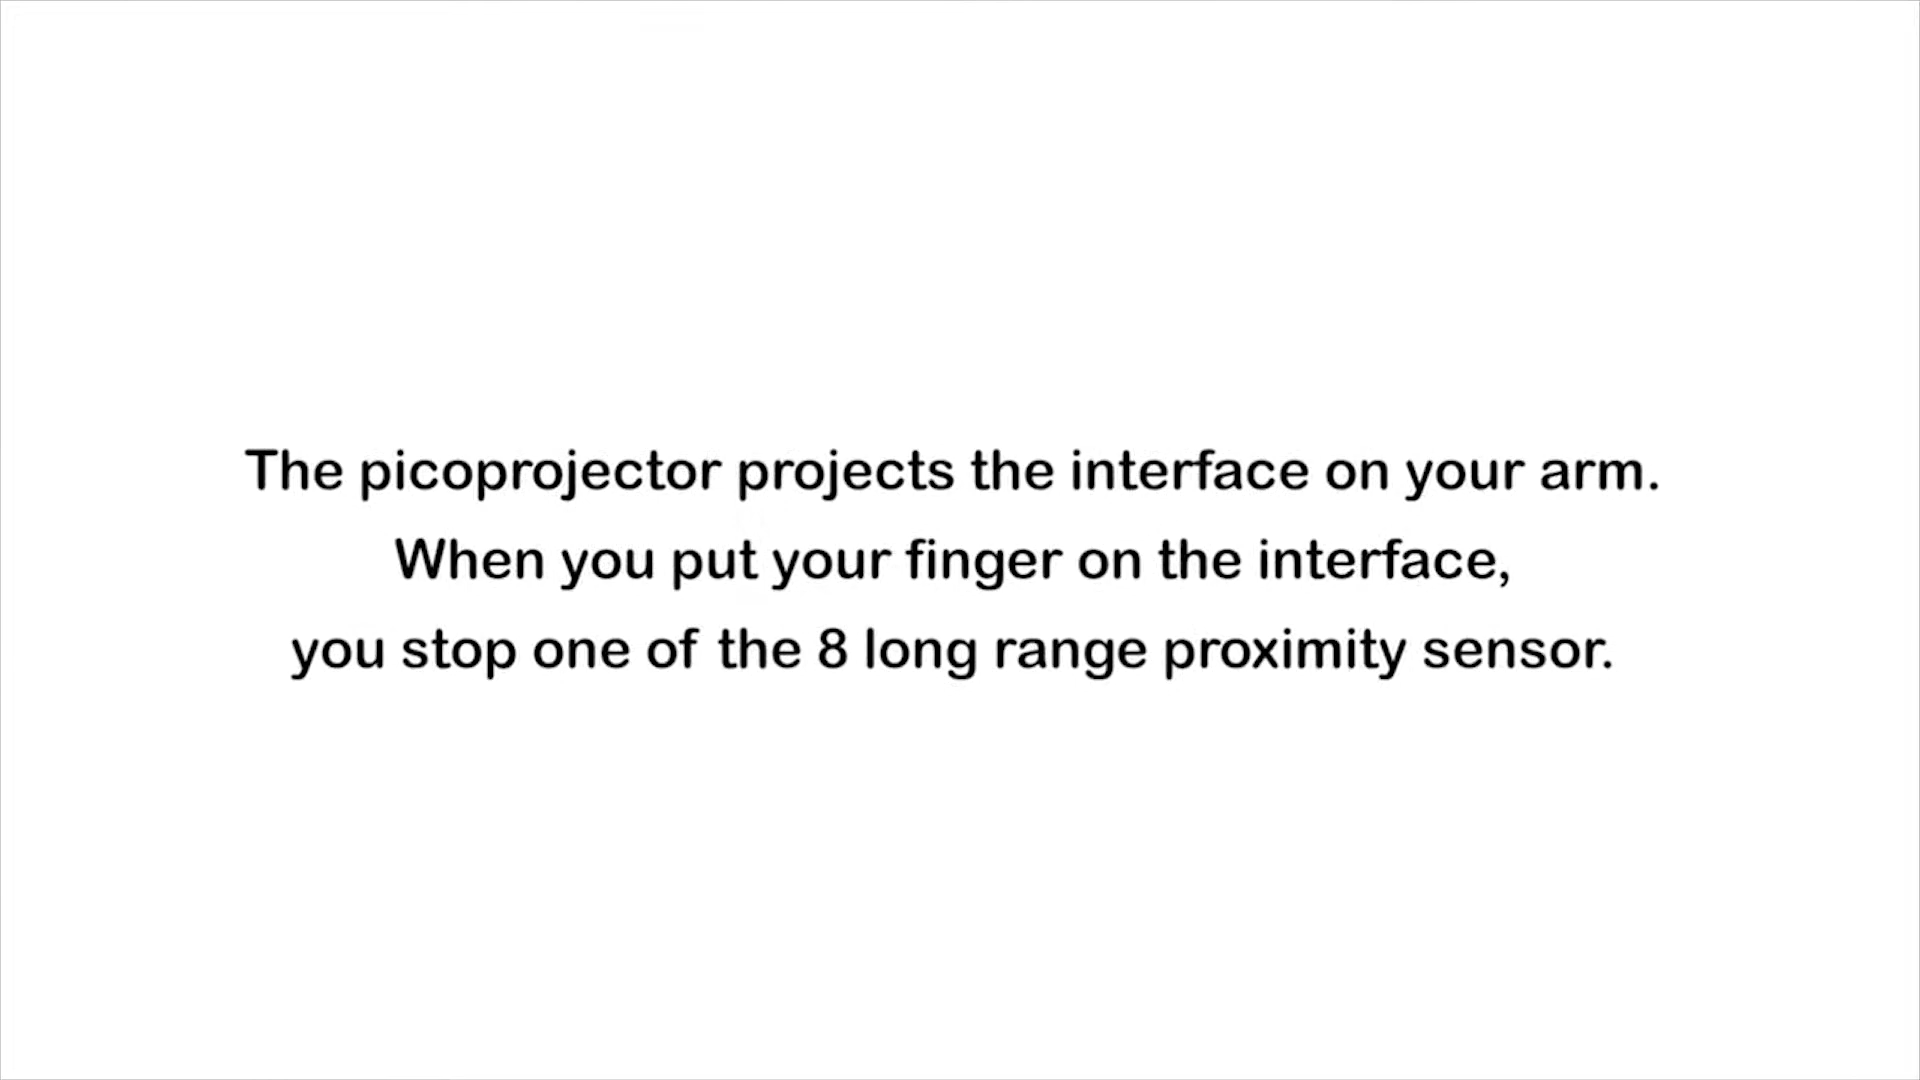 The picoprojector projects the interface on your arm.
When you put your finger on the interface,
you stop one of the 8 long range proximity sensor.